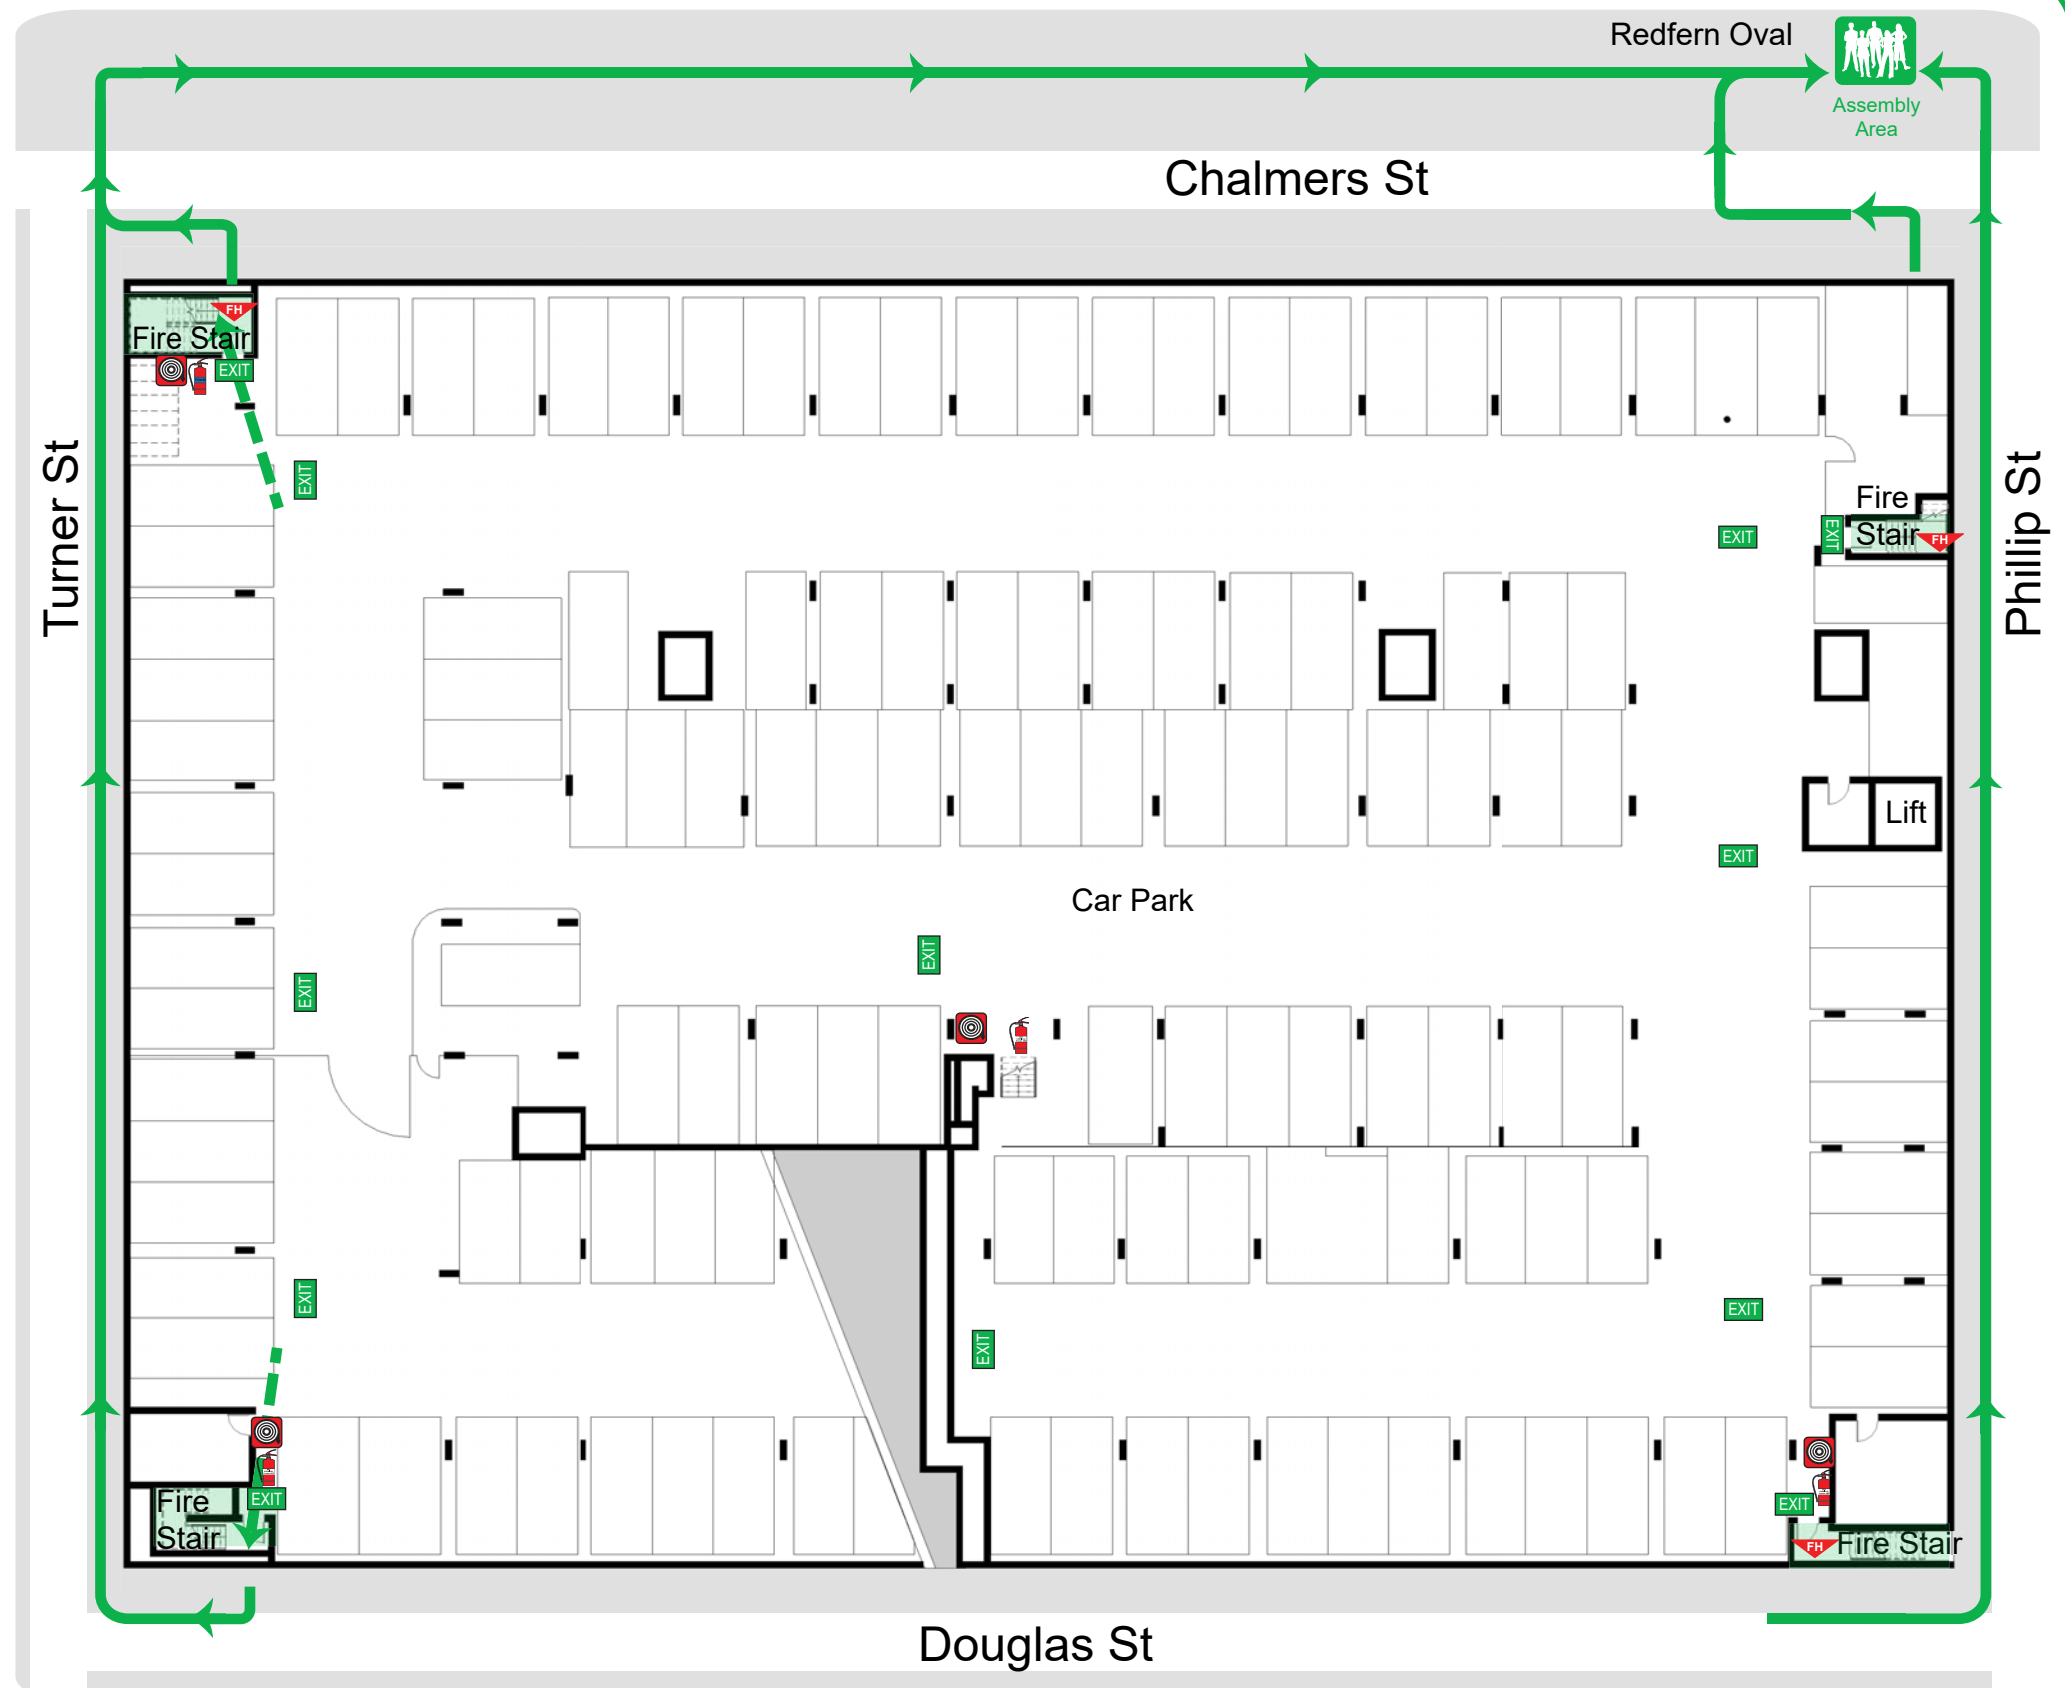 Redfern Oval
Assembly
Area
Chalmers St
FH
Fire Stair
EXIT
Turner St
EXIT
Phillip St
Fire
Stair
EXIT
EXIT
FH
Lift
EXIT
Car Park
EXIT
EXIT
EXIT
EXIT
EXIT
Fire
Stair
EXIT
EXIT
FH
Fire Stair
Douglas St